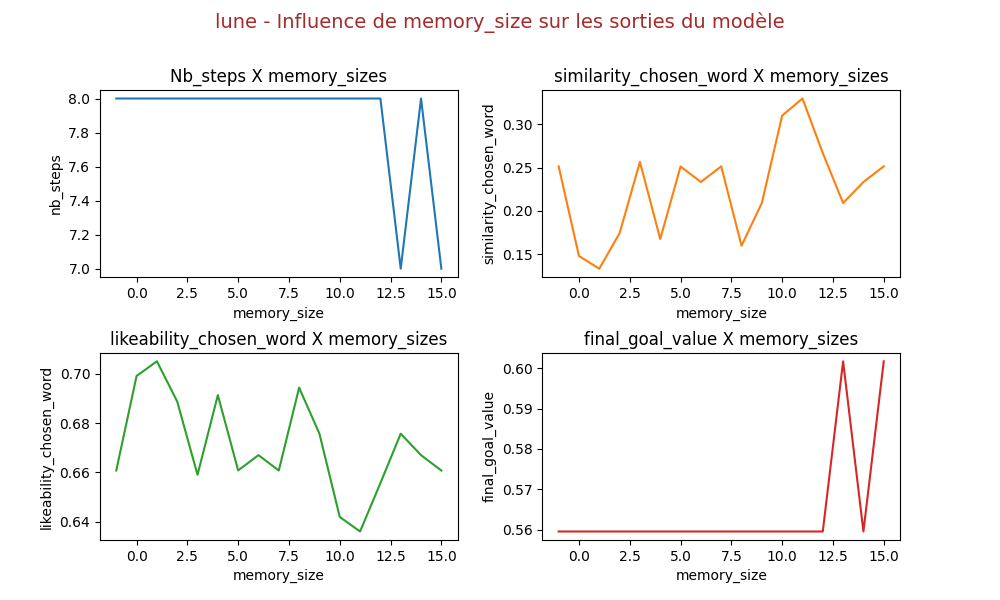 lune - Influence de memory_size sur les sorties du modèle
Nb_steps X memory_sizes
nb_steps
8.0
7.8
7.6
7.4
7.2
7.0
0.0 2.5 5.0 7.5 10.0 12.5 15.0
memory_size
similarity_chosen_word X memory_sizes
similarity_chosen_word
0.30
0.25
0.20
0.15
0.0 2.5 5.0 7.5 10.0 12.5 15.0
memory_size
likeability_chosen_word X memory_sizes
likeability_chosen_word
0.70
0.68
0.66
0.64
0.0 2.5 5.0 7.5 10.0 12.5 15.0
memory_size
final_goal_value X memory_sizes
final_goal_value
0.60
0.59
0.58
0.57
0.56
0.0 2.5 5.0 7.5 10.0 12.5 15.0
memory_size